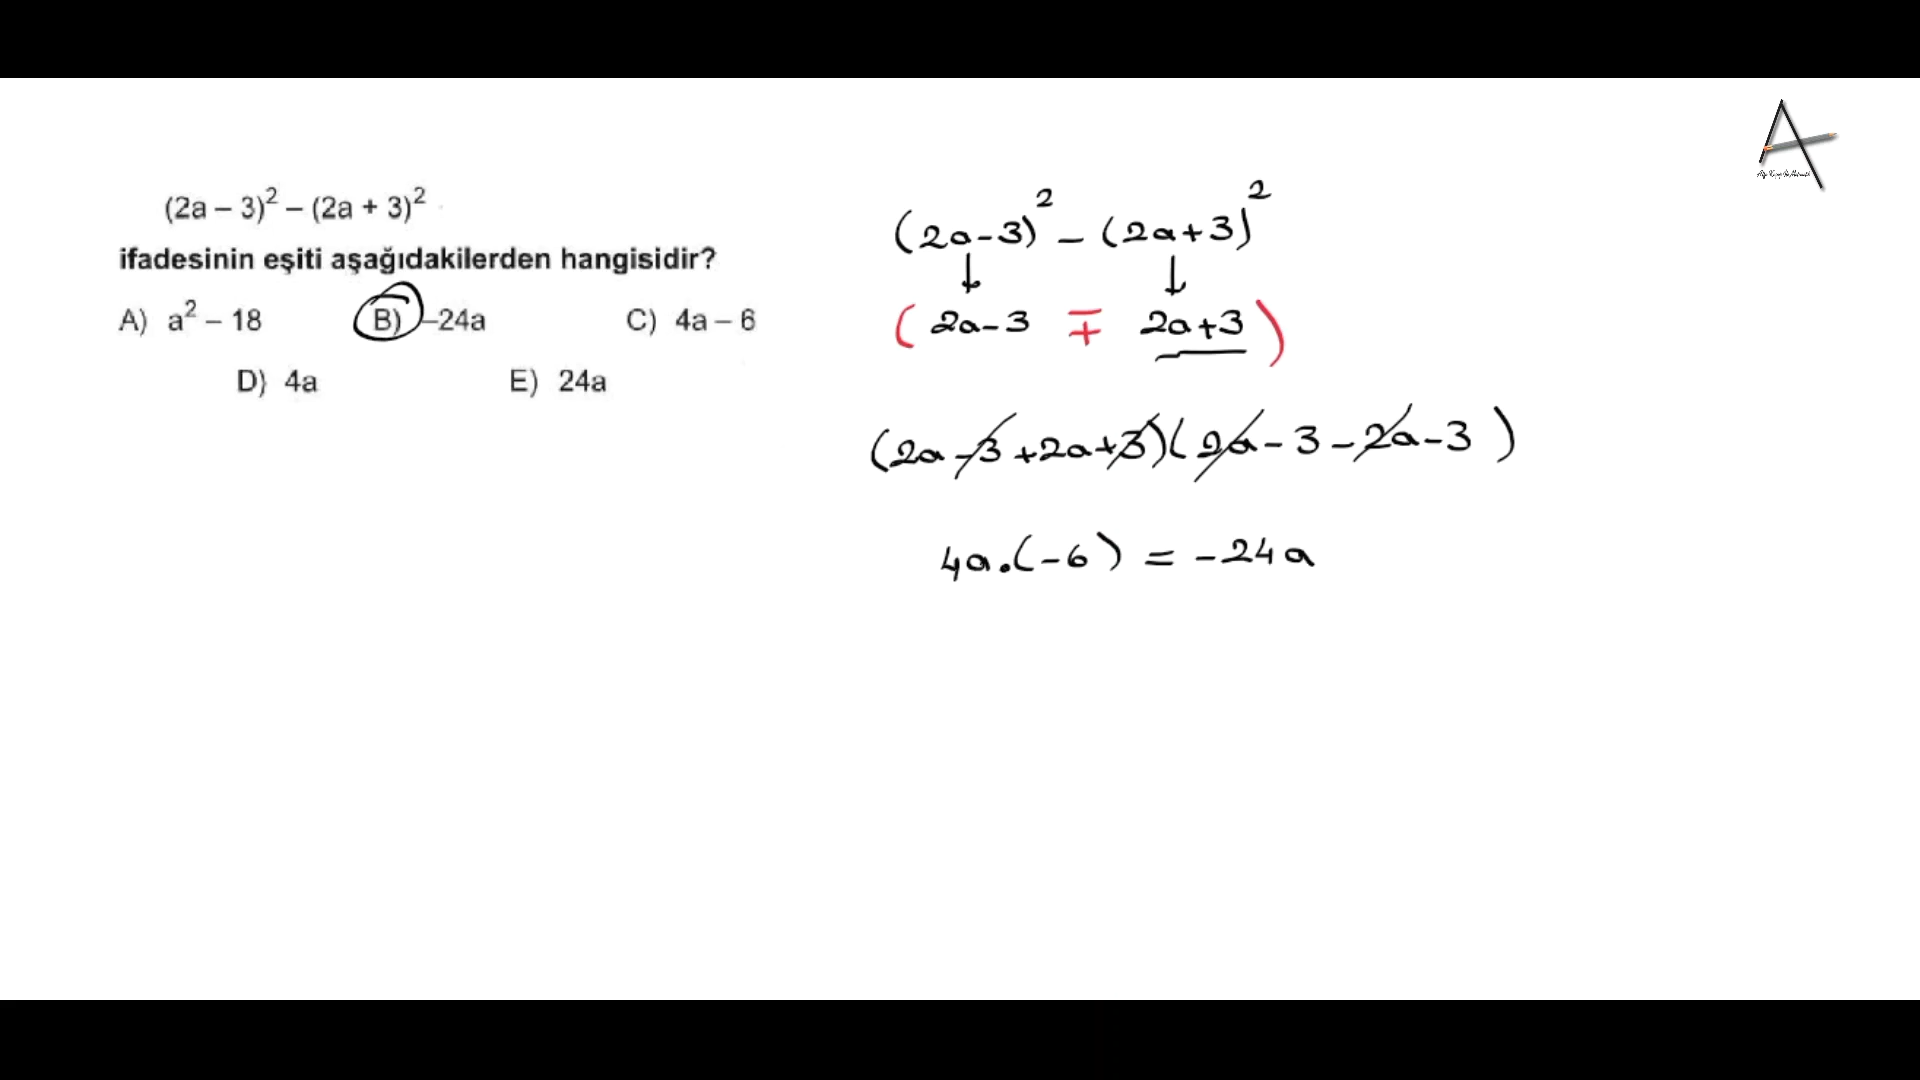 (2a – 3)² – (2a + 3)²
ifadesinin eşiti aşağıdakilerden hangisidir?
A) a² – 18 B) –24a C) 4a – 6
D) 4a E) 24a
(2a-3)² - (2a+3)²
↓ ↓
(2a-3 ∓ 2a+3)
(2a-3+2a+3)(2a-3-2a-3)
4a.(-6) = -24a